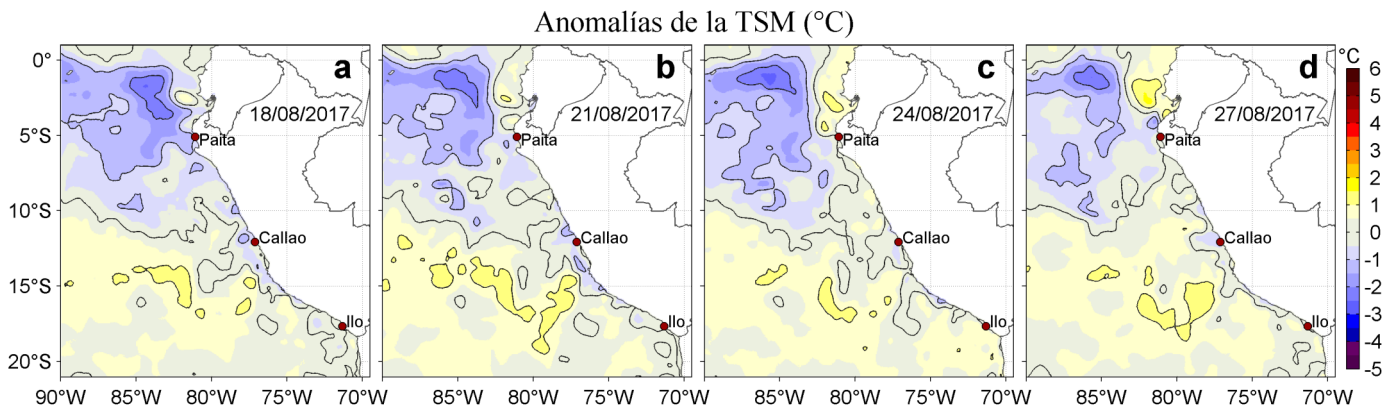 Anomalías de la TSM (°C)
a
18/08/2017
Paita
Callao
Ilo
b
21/08/2017
Paita
Callao
Ilo
c
24/08/2017
Paita
Callao
Ilo
d
27/08/2017
Paita
Callao
Ilo
0°
5°S
10°S
15°S
20°S
90°W 85°W 80°W 75°W 70°W
85°W 80°W 75°W 70°W
85°W 80°W 75°W 70°W
85°W 80°W 75°W 70°W
°C
6
5
4
3
2
1
0
-1
-2
-3
-4
-5